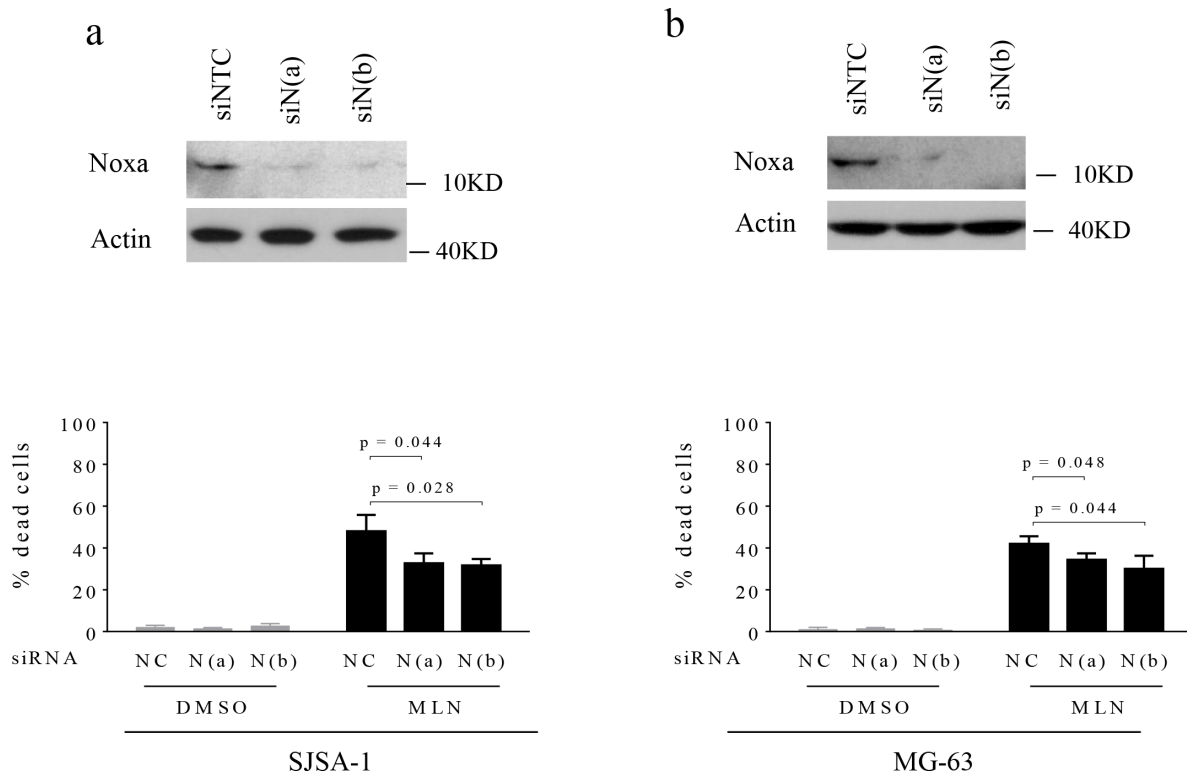 a
siNTC
siN(a)
siN(b)
Noxa
10KD
Actin
40KD
% dead cells
100
80
60
40
20
0
p = 0.044
p = 0.028
siRNA NC N(a) N(b) NC N(a) N(b)
DMSO MLN
SJSA-1
b
siNTC
siN(a)
siN(b)
Noxa
10KD
Actin
40KD
% dead cells
100
80
60
40
20
0
p = 0.048
p = 0.044
siRNA NC N(a) N(b) NC N(a) N(b)
DMSO MLN
MG-63